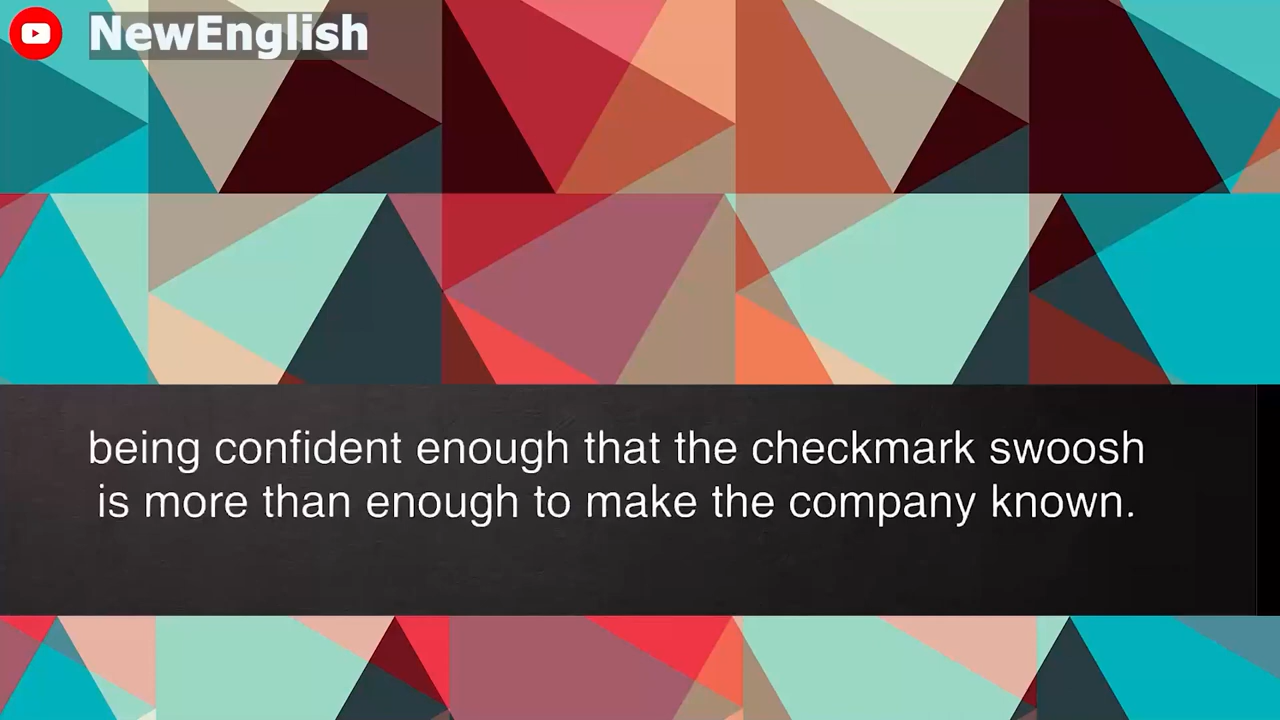 NewEnglish
being confident enough that the checkmark swoosh
is more than enough to make the company known.